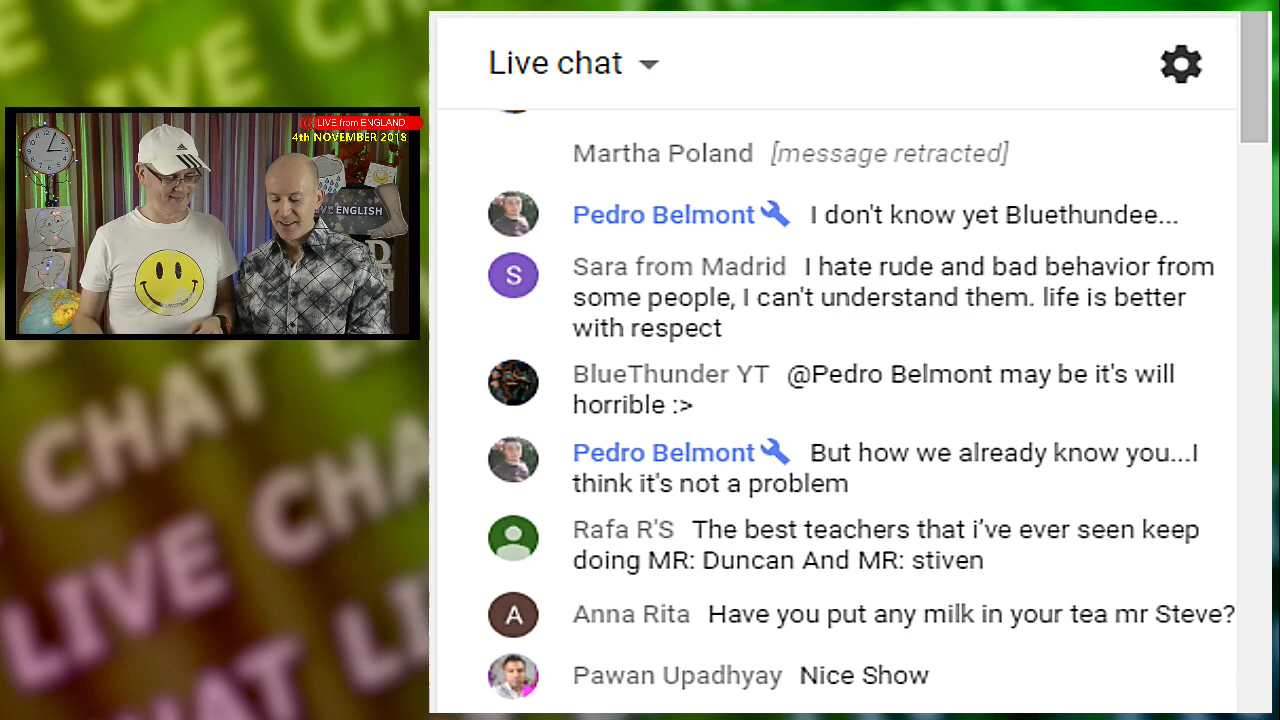 LIVE from ENGLAND
4th NOVEMBER 2018
ENGLISH
Live chat
Martha Poland [message retracted]
Pedro Belmont I don't know yet Bluethundee...
S
Sara from Madrid I hate rude and bad behavior from
some people, I can't understand them. life is better
with respect
BlueThunder YT @Pedro Belmont may be it's will
horrible :>
Pedro Belmont But how we already know you...I
think it's not a problem
Rafa R'S The best teachers that i’ve ever seen keep
doing MR: Duncan And MR: stiven
A
Anna Rita Have you put any milk in your tea mr Steve?
Pawan Upadhyay Nice Show
LIVE
CHAT
LIVE
CHAT